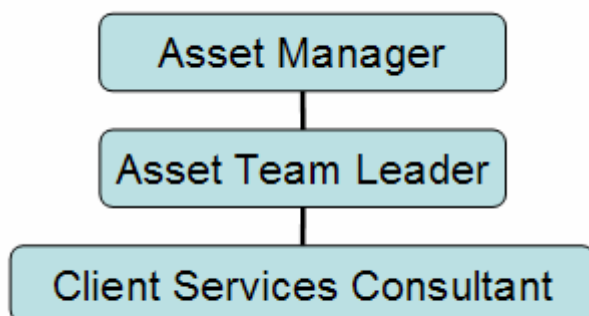 Asset Manager
Asset Team Leader
Client Services Consultant